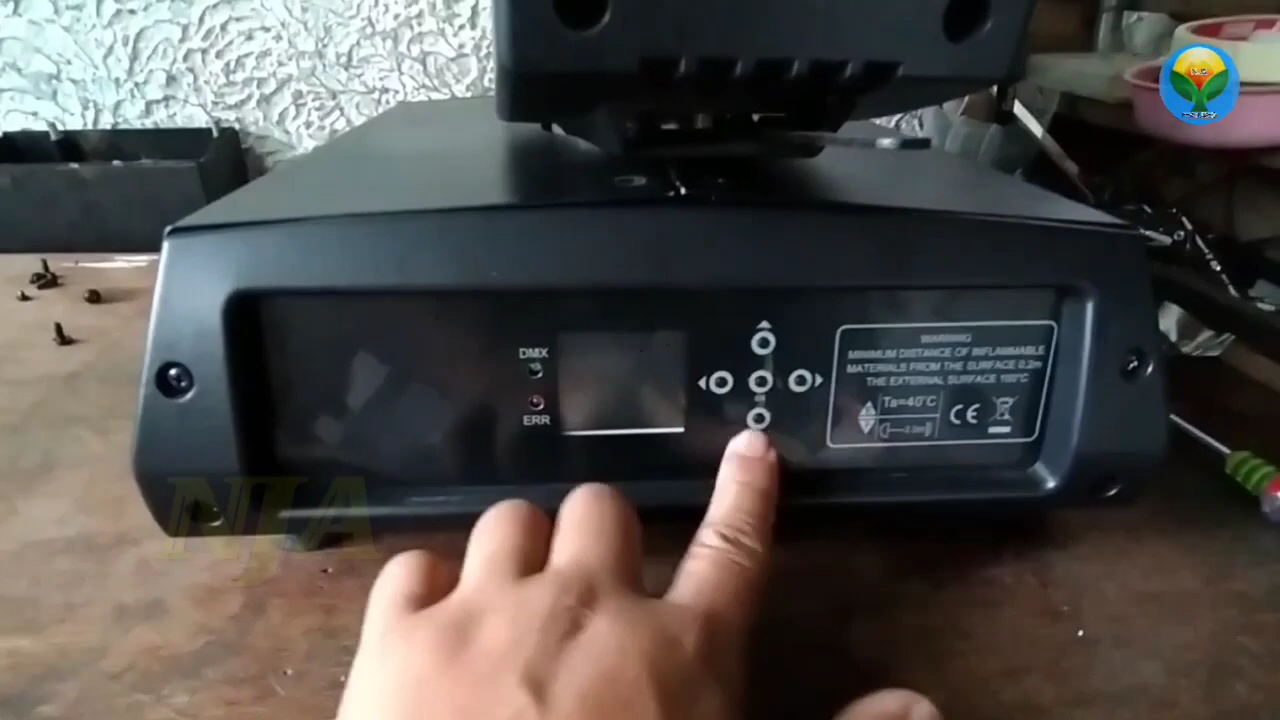 DMX
ERR
WARNING
MINIMUM DISTANCE OF INFLAMMABLE
MATERIALS FROM THE SURFACE 0.2m
THE EXTERNAL SURFACE 100°C
Ta=40°C
CE
NJA